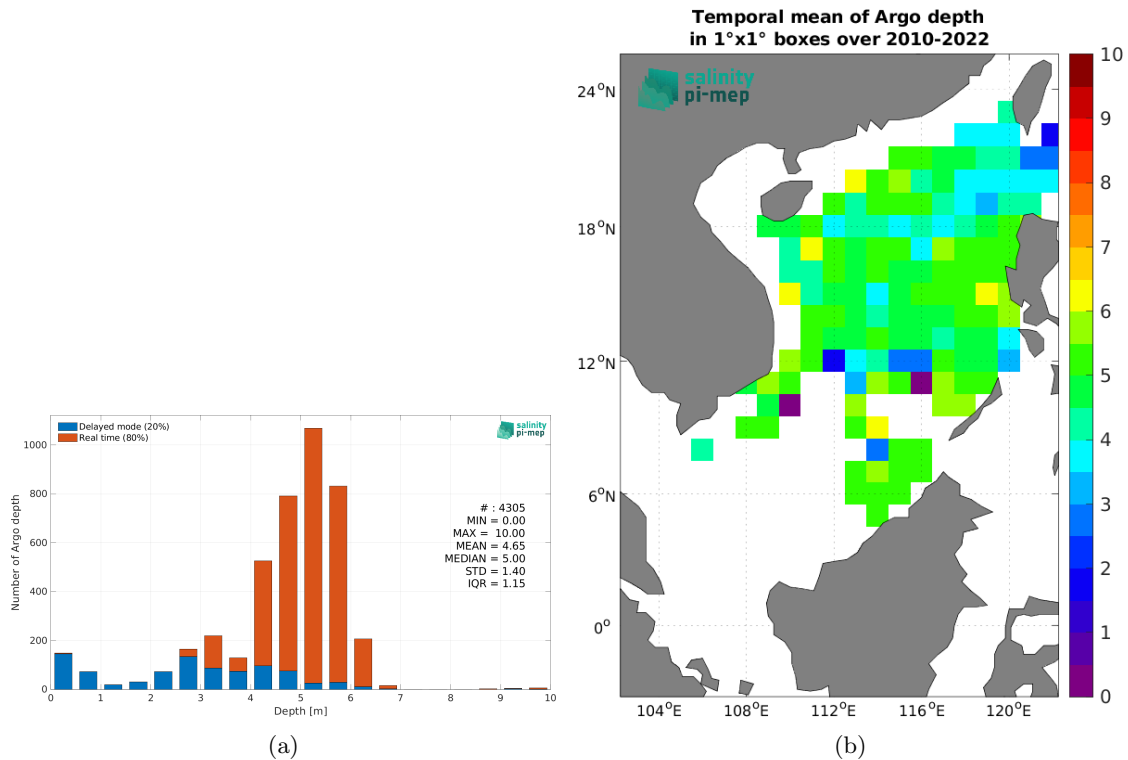 Delayed mode (20%)
Real time (80%)
salinity
pi-mep
# : 4305
MIN = 0.00
MAX = 10.00
MEAN = 4.65
MEDIAN = 5.00
STD = 1.40
IQR = 1.15
Number of Argo depth
1000
800
600
400
200
0
0 1 2 3 4 5 6 7 8 9 10
Depth [m]
(a)
Temporal mean of Argo depth
in 1°x1° boxes over 2010-2022
salinity
pi-mep
24°N
18°N
12°N
6°N
0°
104°E 108°E 112°E 116°E 120°E
10
9
8
7
6
5
4
3
2
1
0
(b)